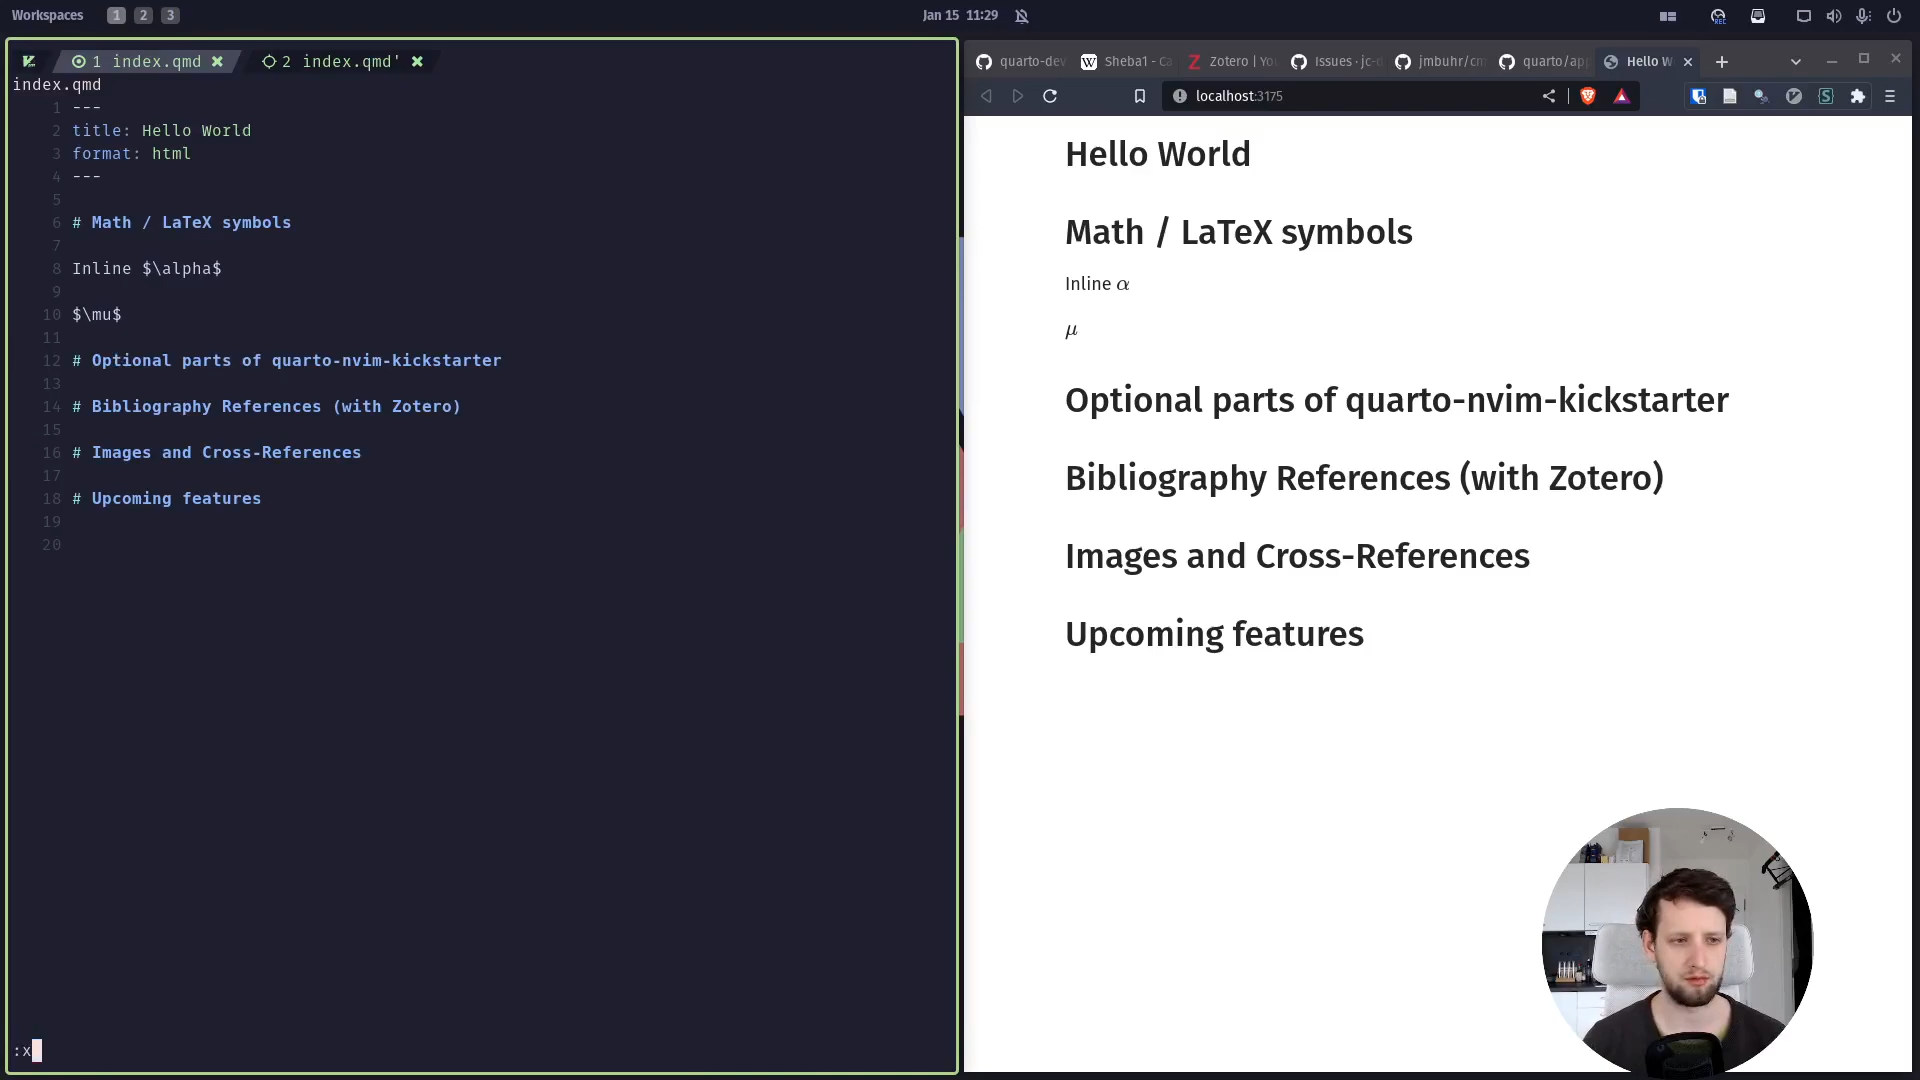 Workspaces 1 2 3
Jan 15 11:29
REC
1 index.qmd 2 index.qmd'
index.qmd
1 ---
2 title: Hello World
3 format: html
4 ---
5
6 # Math / LaTeX symbols
7
8 Inline $\alpha$
9
10 $\mu$
11
12 # Optional parts of quarto-nvim-kickstarter
13
14 # Bibliography References (with Zotero)
15
16 # Images and Cross-References
17
18 # Upcoming features
19
20
:x
quarto-dev Sheba1 - Ca Zotero | You Issues · jc-d jmbuhr/cm quarto/app Hello W
localhost:3175
Hello World
Math / LaTeX symbols
Inline α
μ
Optional parts of quarto-nvim-kickstarter
Bibliography References (with Zotero)
Images and Cross-References
Upcoming features